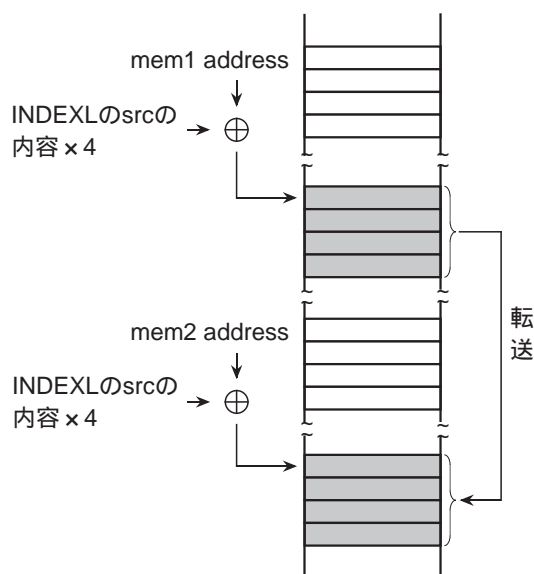 mem1 address
INDEXLのsrcの
内容×4
転
送
mem2 address
INDEXLのsrcの
内容×4